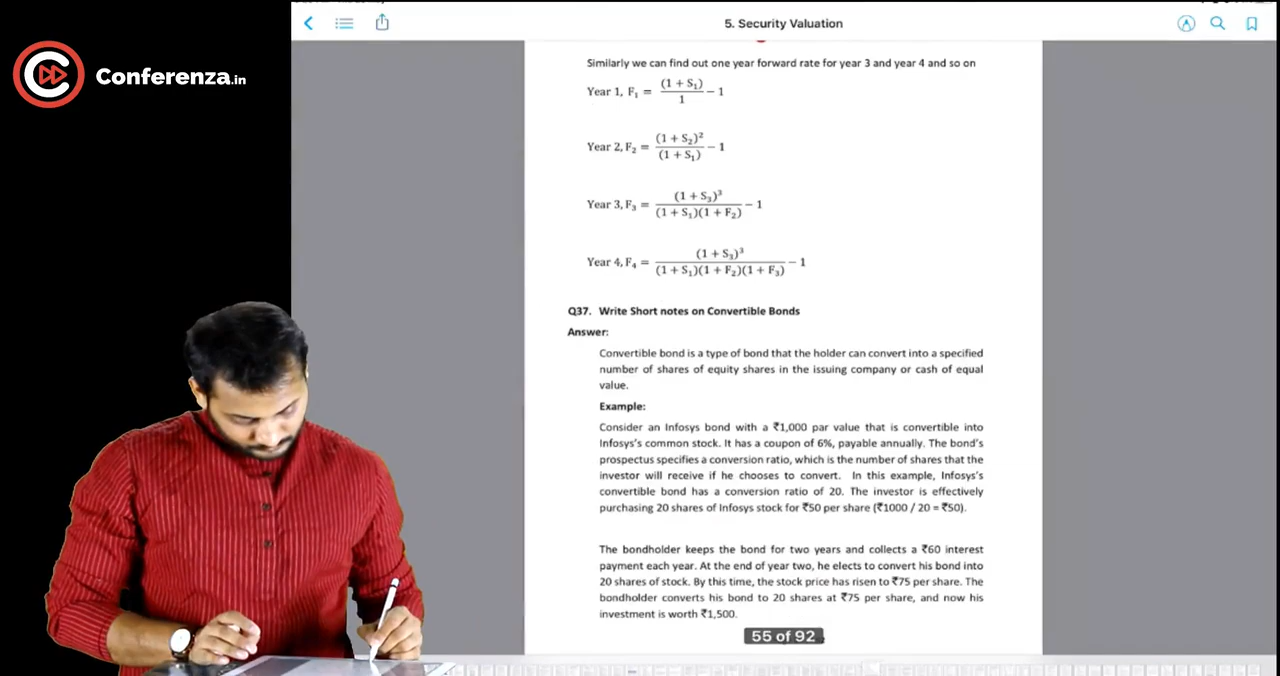 5. Security Valuation
Conferenza.in
Similarly we can find out one year forward rate for year 3 and year 4 and so on
Year 1, F₁ = (1 + S₁) / 1 − 1
Year 2, F₂ = (1 + S₂)² / (1 + S₁) − 1
Year 3, F₃ = (1 + S₃)³ / (1 + S₁)(1 + F₂) − 1
Year 4, F₄ = (1 + S₃)³ / (1 + S₁)(1 + F₂)(1 + F₃) − 1
Q37. Write Short notes on Convertible Bonds
Answer:
Convertible bond is a type of bond that the holder can convert into a specified
number of shares of equity shares in the issuing company or cash of equal
value.
Example:
Consider an Infosys bond with a ₹1,000 par value that is convertible into
Infosys's common stock. It has a coupon of 6%, payable annually. The bond's
prospectus specifies a conversion ratio, which is the number of shares that the
investor will receive if he chooses to convert. In this example, Infosys's
convertible bond has a conversion ratio of 20. The investor is effectively
purchasing 20 shares of Infosys stock for ₹50 per share (₹1000 / 20 = ₹50).
The bondholder keeps the bond for two years and collects a ₹60 interest
payment each year. At the end of year two, he elects to convert his bond into
20 shares of stock. By this time, the stock price has risen to ₹75 per share. The
bondholder converts his bond to 20 shares at ₹75 per share, and now his
investment is worth ₹1,500.
55 of 92